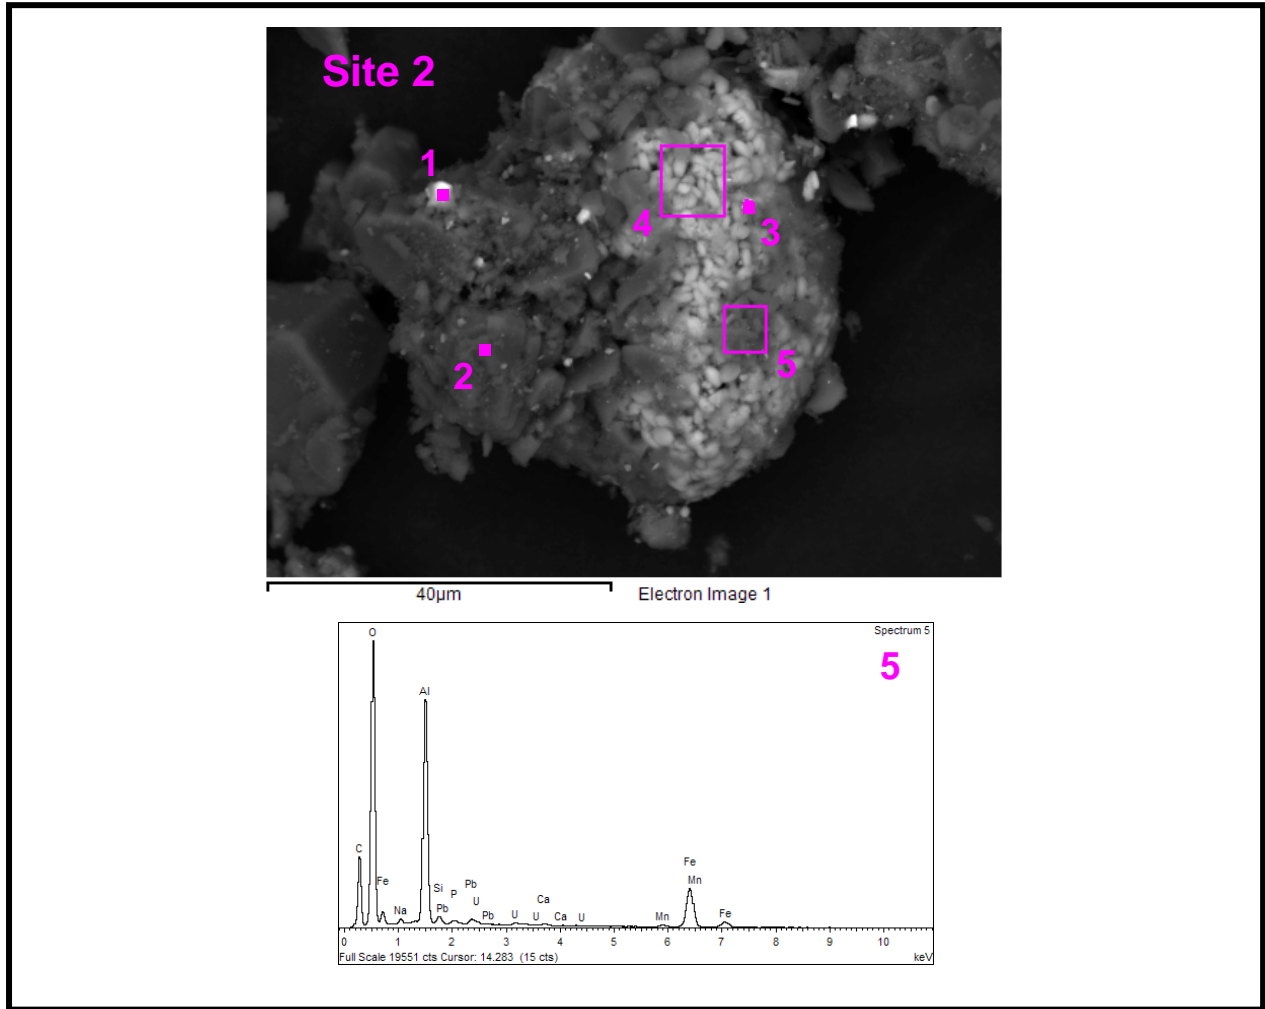 Site 2
1
4
3
5
2
40µm Electron Image 1
Spectrum 5
5
O
Al
C
Fe
Fe
Si
Pb
Mn
Na
Pb
P
U
Pb
U
U
Ca
Ca
U
Mn
Fe
0 1 2 3 4 5 6 7 8 9 10
Full Scale 19551 cts Cursor: 14.283 (15 cts) keV